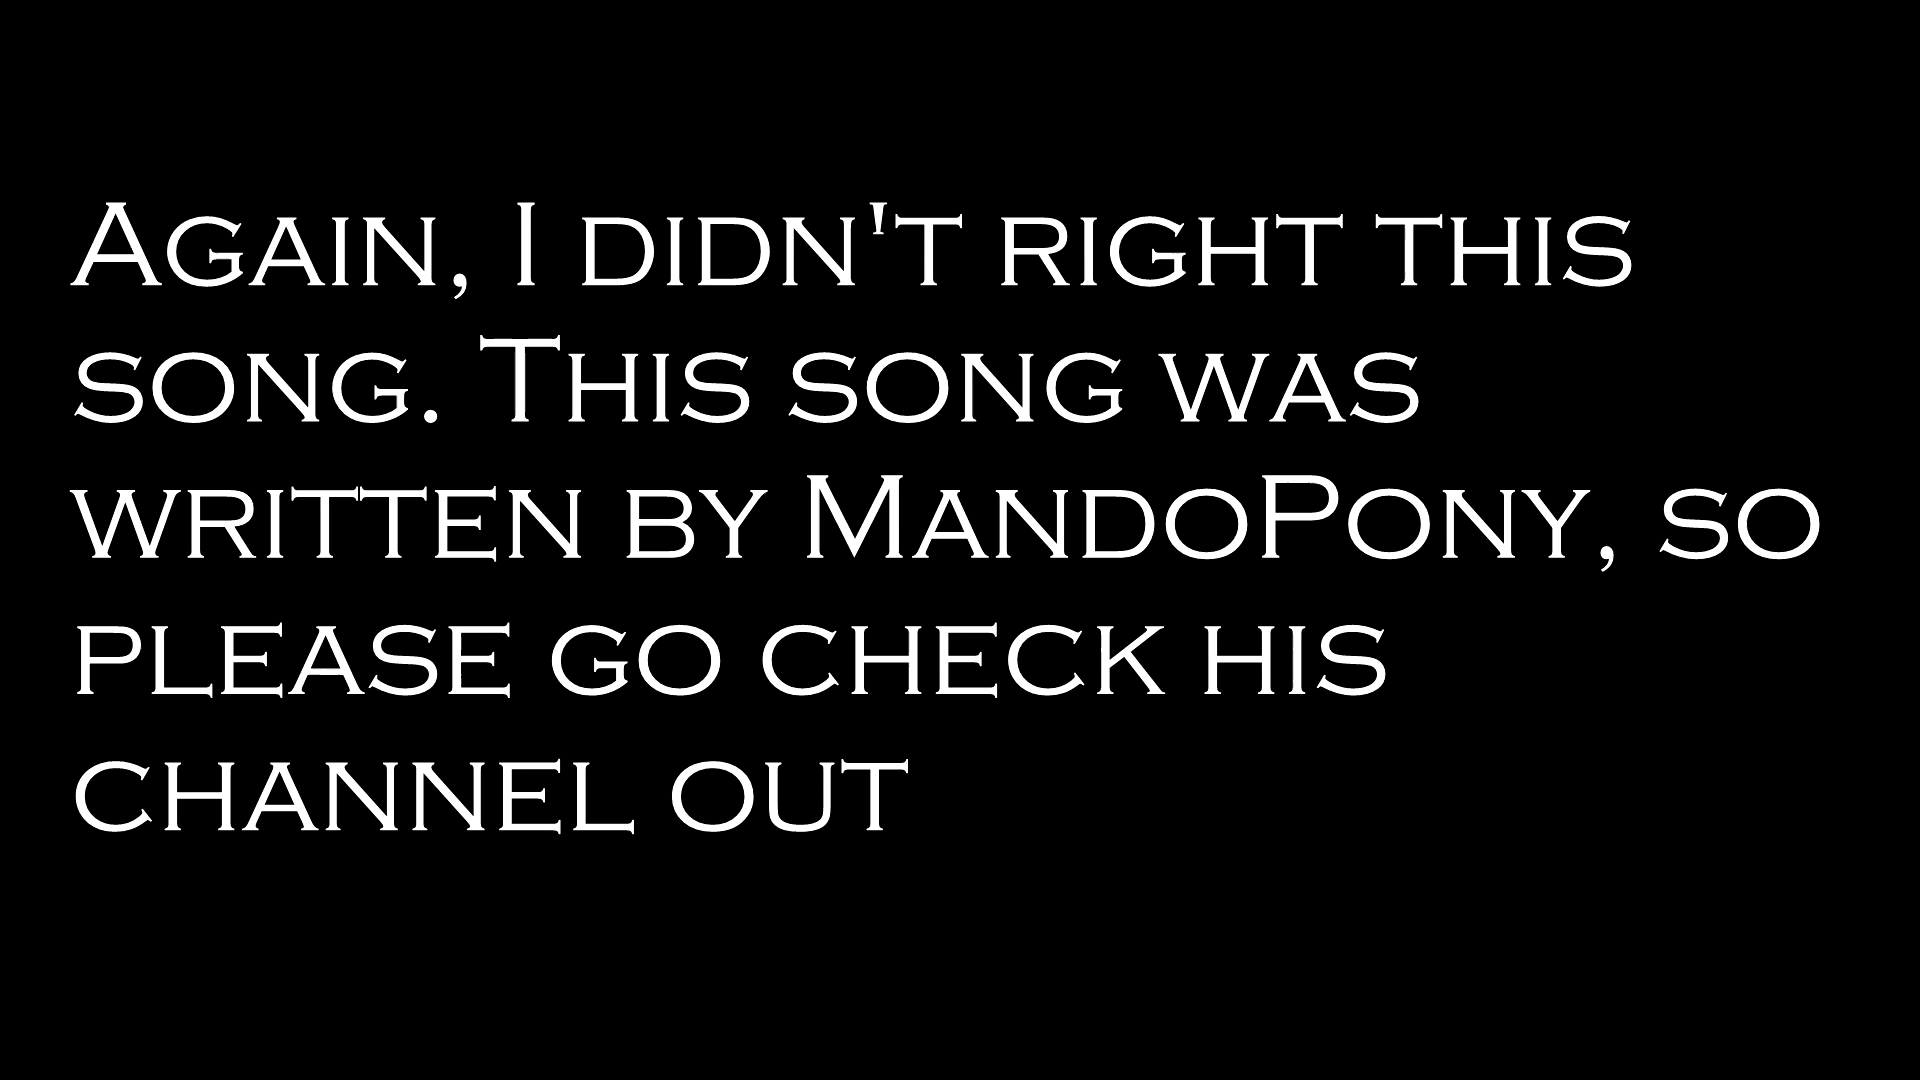 Again, I didn't right this
song. This song was
written by MandoPony, so
please go check his
channel out